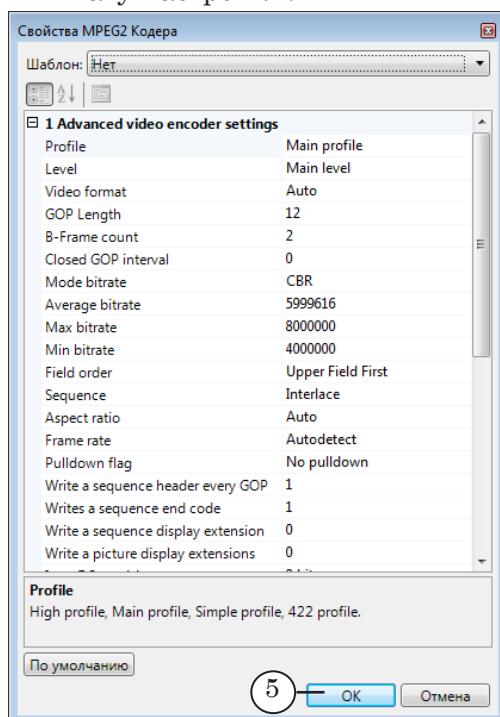 Свойства MPEG2 Кодера
Шаблон: Нет
1 Advanced video encoder settings
Profile Main profile
Level Main level
Video format Auto
GOP Length 12
B-Frame count 2
Closed GOP interval 0
Mode bitrate CBR
Average bitrate 5999616
Max bitrate 8000000
Min bitrate 4000000
Field order Upper Field First
Sequence Interlace
Aspect ratio Auto
Frame rate Autodetect
Pulldown flag No pulldown
Write a sequence header every GOP 1
Writes a sequence end code 1
Write a sequence display extension 0
Write a picture display extensions 0
Profile
High profile, Main profile, Simple profile, 422 profile.
По умолчанию
5 OK Отмена